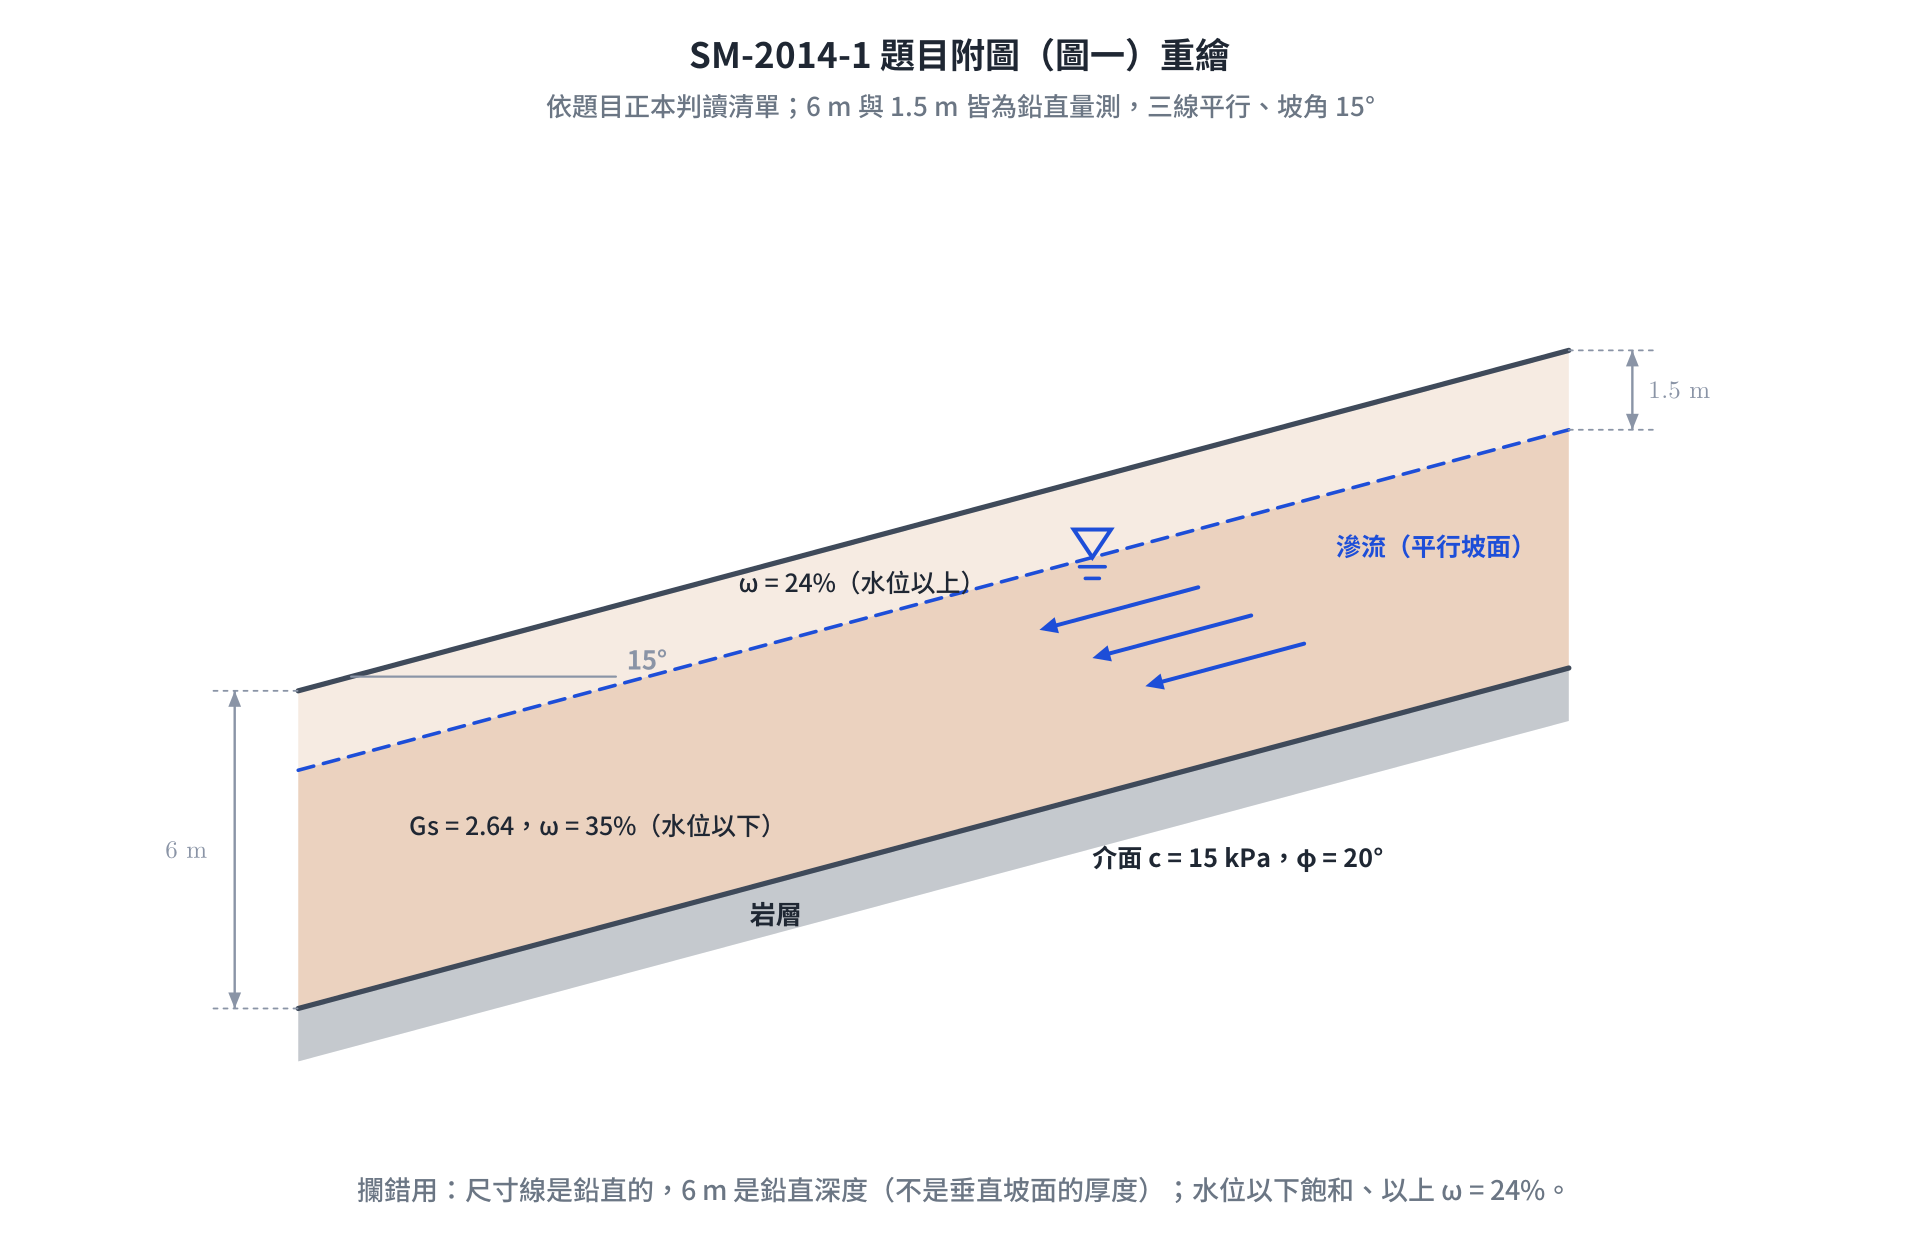 SM-2014-1 題目附圖（圖一）重繪
依題目正本判讀清單；6 m 與 1.5 m 皆為鉛直量測，三線平行、坡角 15°
1.5 m
滲流（平行坡面）
ω = 24%（水位以上）
15°
Gs = 2.64，ω = 35%（水位以下）
6 m
介面 c = 15 kPa，ϕ = 20°
岩層
攔錯用：尺寸線是鉛直的，6 m 是鉛直深度（不是垂直坡面的厚度）；水位以下飽和、以上 ω = 24%。